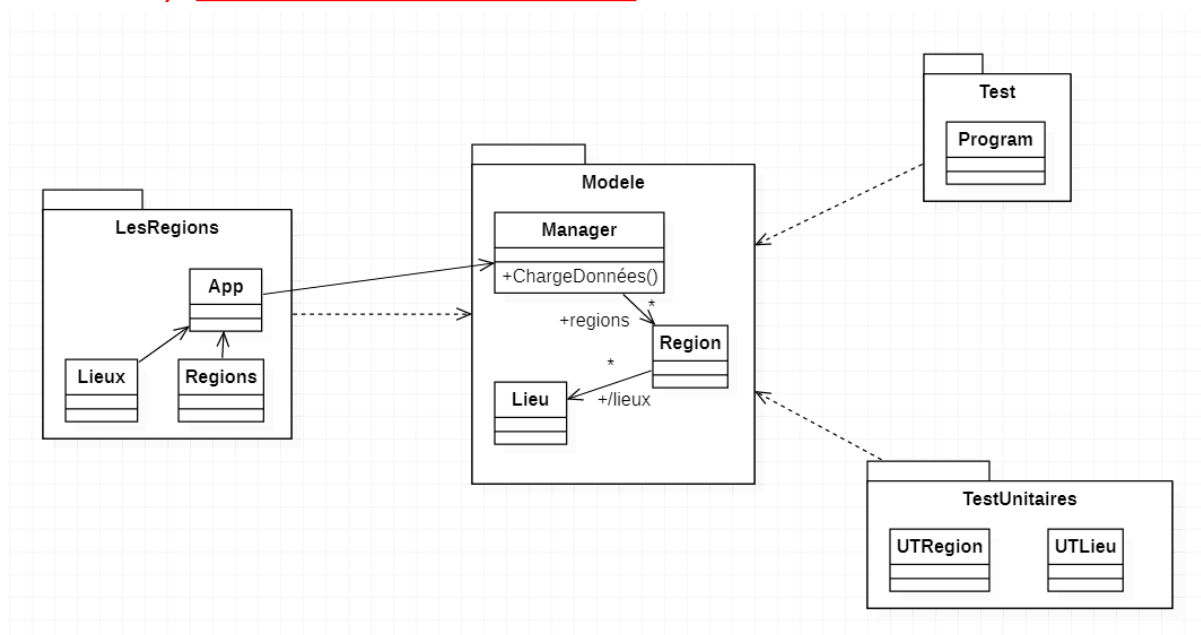 Test
Program
Modele
Manager
+ChargeDonnées()
*
+regions
Region
*
+/lieux
Lieu
LesRegions
App
Lieux
Regions
TestUnitaires
UTRegion
UTLieu